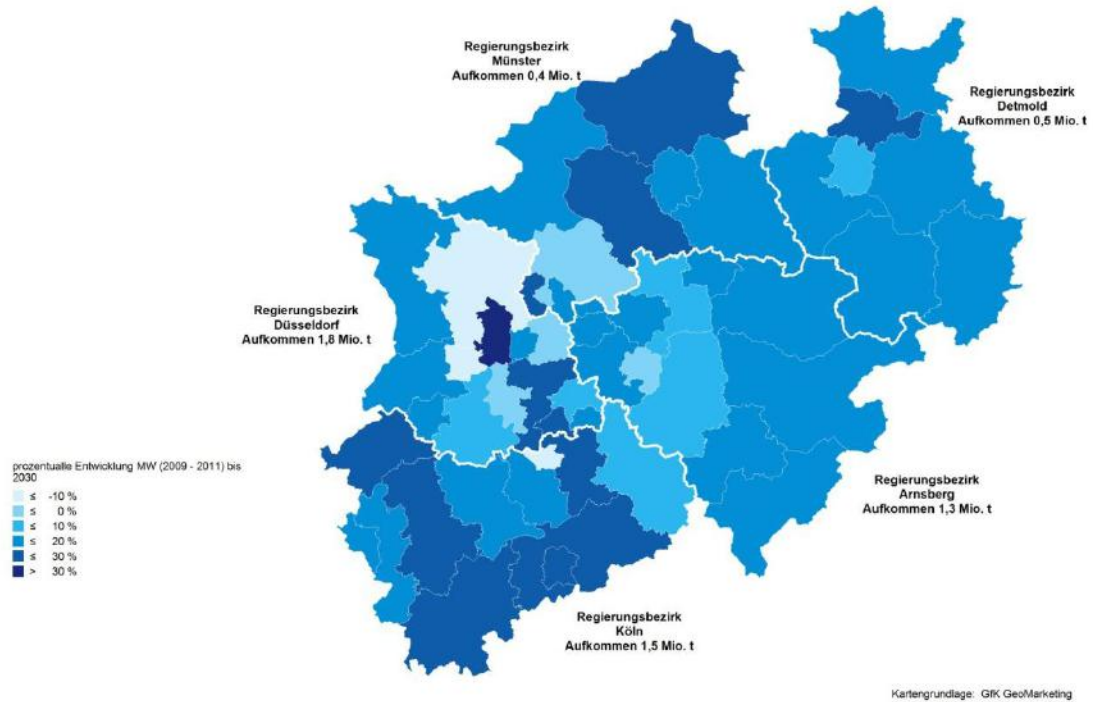 Regierungsbezirk
Münster
Aufkommen 0,4 Mio. t
Regierungsbezirk
Detmold
Aufkommen 0,5 Mio. t
Regierungsbezirk
Düsseldorf
Aufkommen 1,8 Mio. t
prozentualle Entwicklung MW (2009 - 2011) bis
2030
≤ -10 %
≤ 0 %
≤ 10 %
≤ 20 %
≤ 30 %
> 30 %
Regierungsbezirk
Arnsberg
Aufkommen 1,3 Mio. t
Regierungsbezirk
Köln
Aufkommen 1,5 Mio. t
Kartengrundlage: GfK GeoMarketing